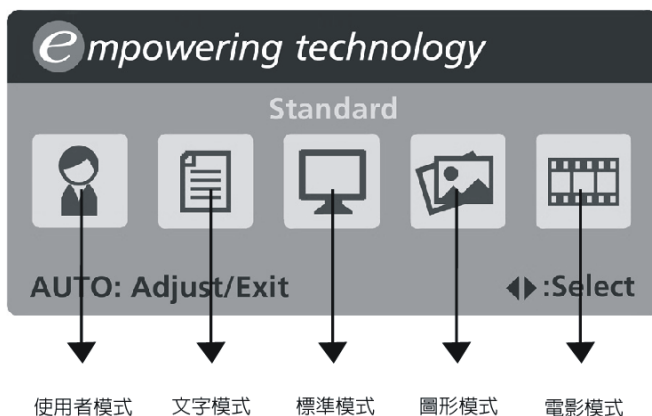 empowering technology
Standard
AUTO: Adjust/Exit
:Select
使用者模式
文字模式
標準模式
圖形模式
電影模式